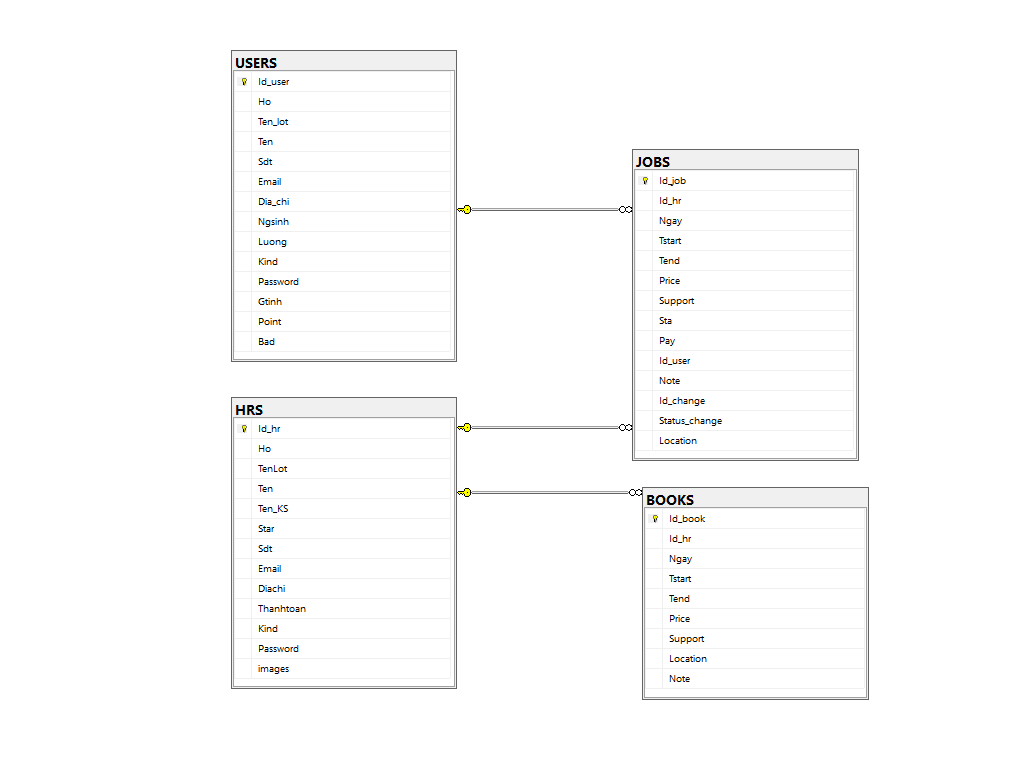 USERS
Id_user
Ho
Ten_lot
Ten
Sdt
Email
Dia_chi
Ngsinh
Luong
Kind
Password
Gtinh
Point
Bad
JOBS
Id_job
Id_hr
Ngay
Tstart
Tend
Price
Support
Sta
Pay
Id_user
Note
Id_change
Status_change
Location
HRS
Id_hr
Ho
TenLot
Ten
Ten_KS
Star
Sdt
Email
Diachi
Thanhtoan
Kind
Password
images
BOOKS
Id_book
Id_hr
Ngay
Tstart
Tend
Price
Support
Location
Note